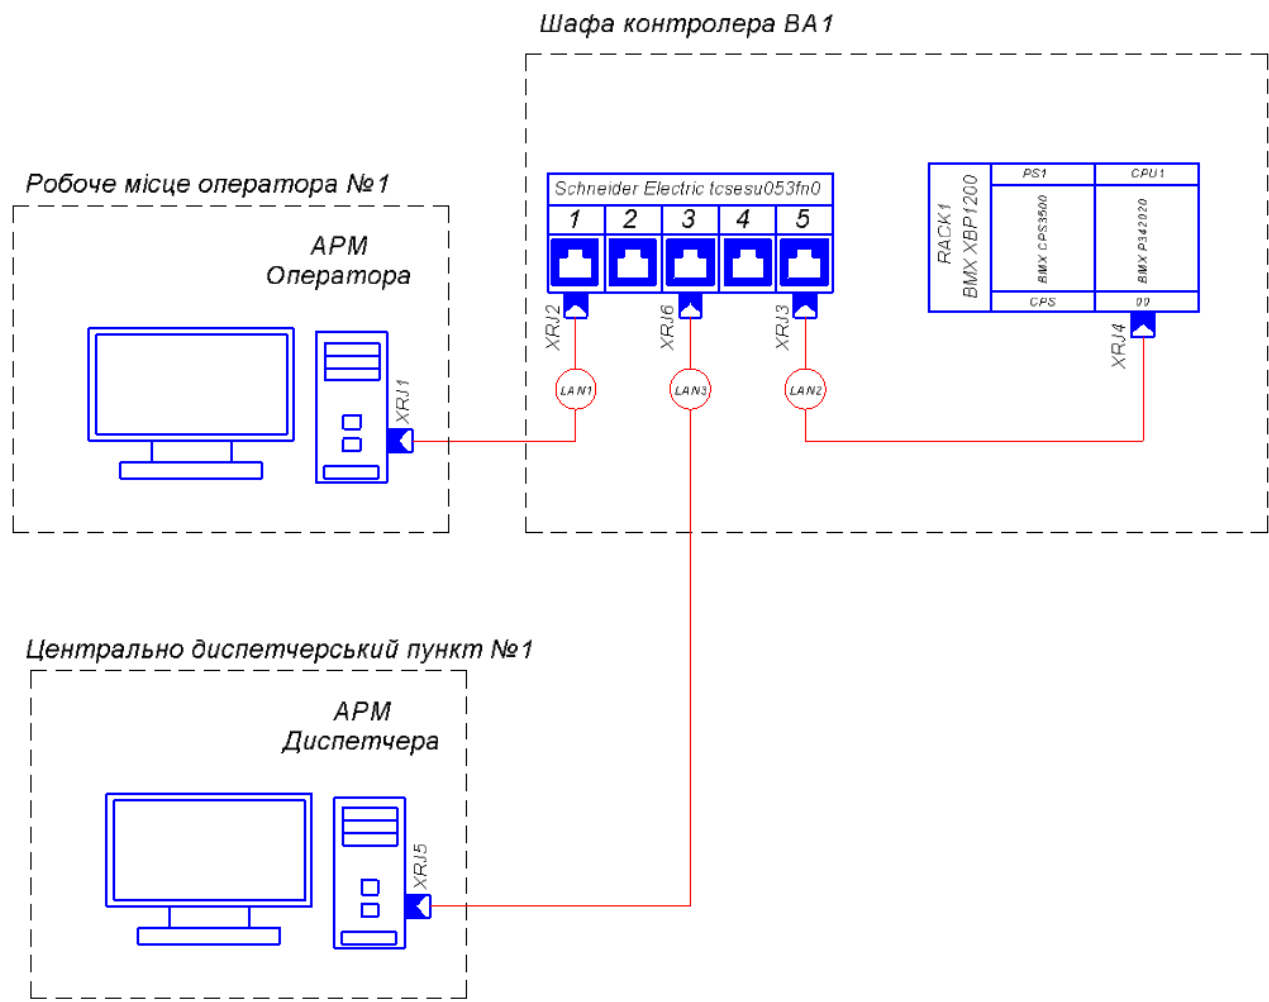 Шафа контролера ВА1
Робоче місце оператора №1
АРМ
Оператора
XRJ1
Schneider Electric tcsesu053fn0
1 2 3 4 5
XRJ2
XRJ6
XRJ3
LAN1
LAN3
LAN2
RACK1
BMX XBP1200
PS1
CPU1
BMX CPS3500
BMX P342020
CPS
00
XRJ4
Центрально диспетчерський пункт №1
АРМ
Диспетчера
XRJ5